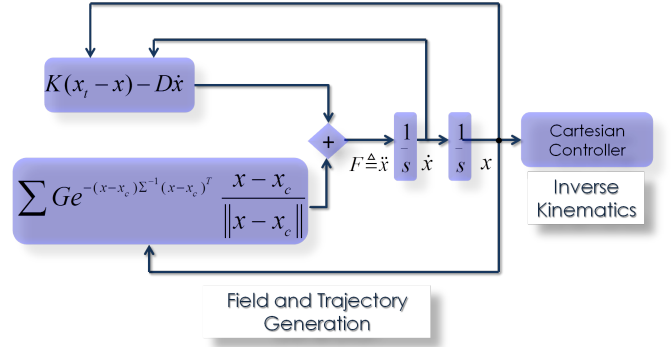 K(x_t − x) − Dẋ
+
F ≜ ẍ
1/s
ẋ
1/s
x
Cartesian
Controller
Inverse
Kinematics
∑ Ge^{−(x−x_c)Σ^{−1}(x−x_c)^T} (x − x_c)/‖x − x_c‖
Field and Trajectory
Generation